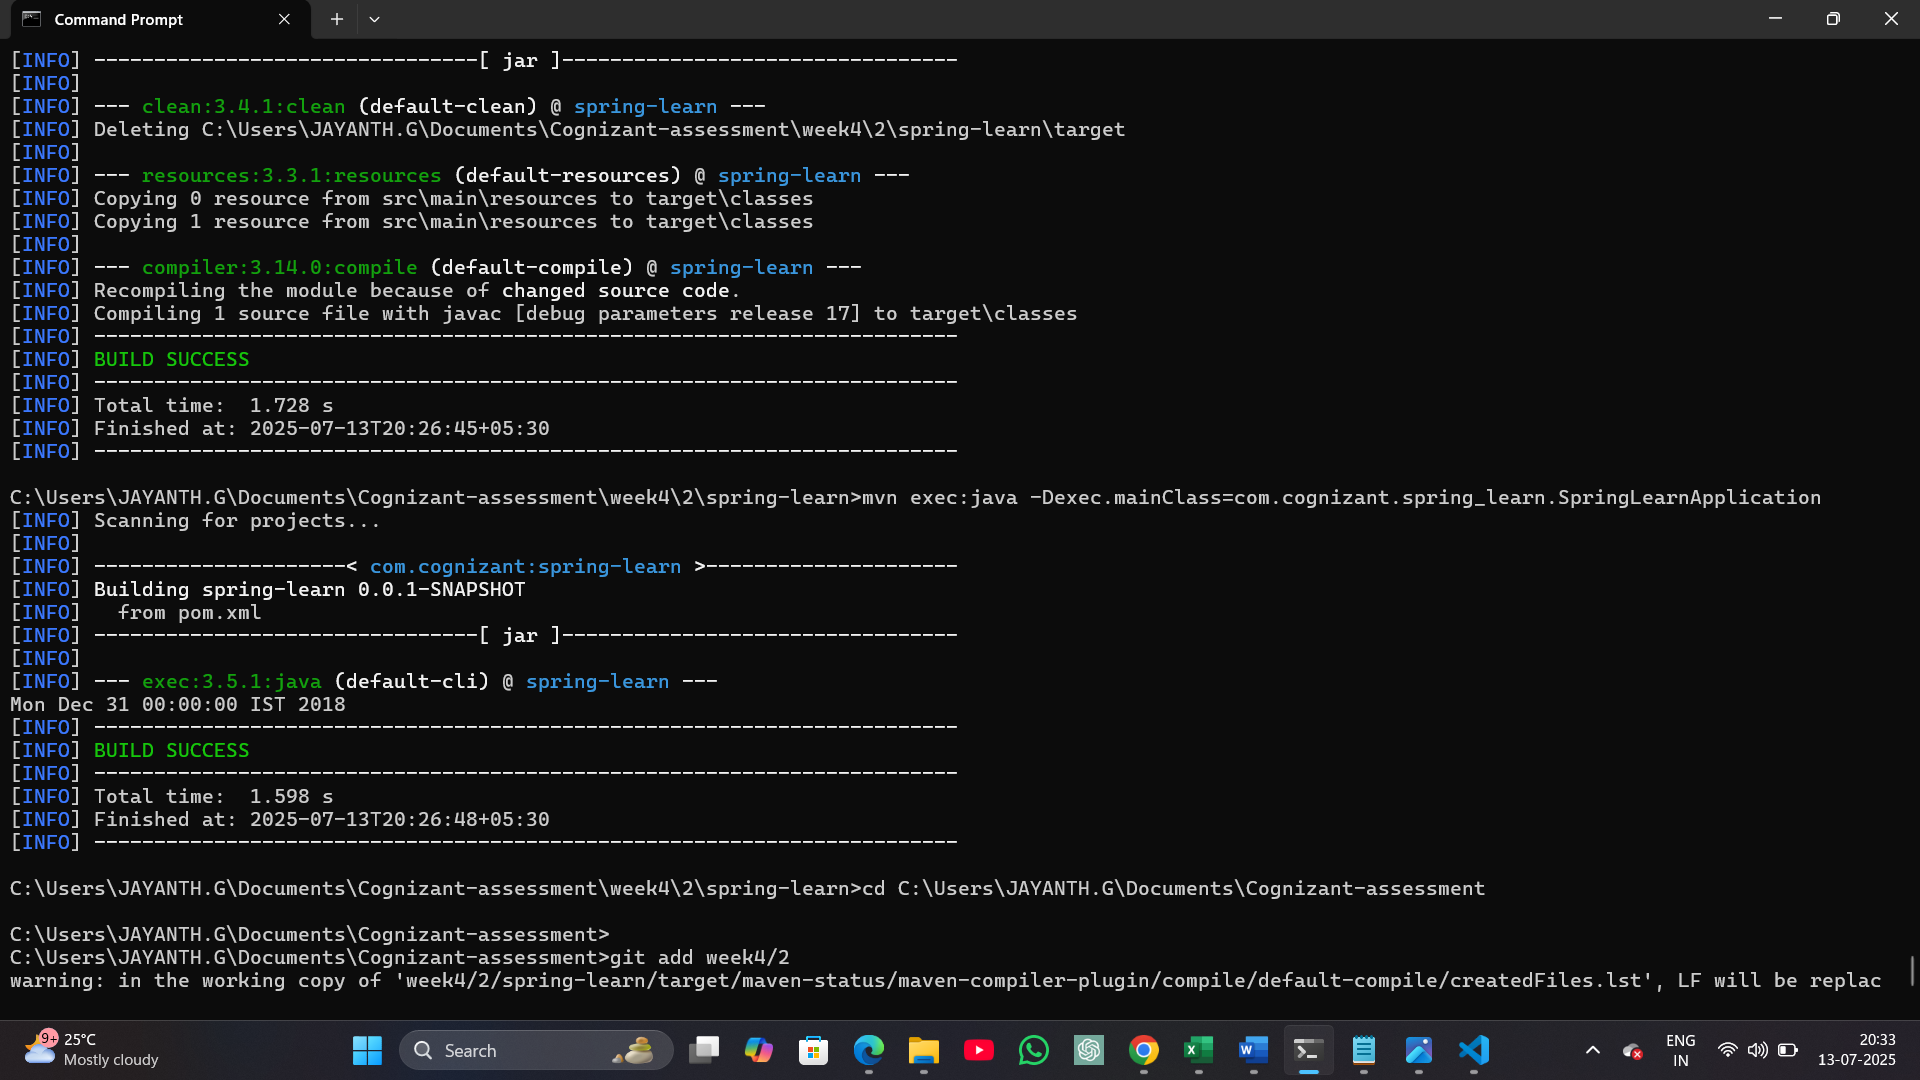 Command Prompt
[INFO] --------------------------------[ jar ]---------------------------------
[INFO]
[INFO] --- clean:3.4.1:clean (default-clean) @ spring-learn ---
[INFO] Deleting C:\Users\JAYANTH.G\Documents\Cognizant-assessment\week4\2\spring-learn\target
[INFO]
[INFO] --- resources:3.3.1:resources (default-resources) @ spring-learn ---
[INFO] Copying 0 resource from src\main\resources to target\classes
[INFO] Copying 1 resource from src\main\resources to target\classes
[INFO]
[INFO] --- compiler:3.14.0:compile (default-compile) @ spring-learn ---
[INFO] Recompiling the module because of changed source code.
[INFO] Compiling 1 source file with javac [debug parameters release 17] to target\classes
[INFO] ------------------------------------------------------------------------
[INFO] BUILD SUCCESS
[INFO] ------------------------------------------------------------------------
[INFO] Total time:  1.728 s
[INFO] Finished at: 2025-07-13T20:26:45+05:30
[INFO] ------------------------------------------------------------------------
C:\Users\JAYANTH.G\Documents\Cognizant-assessment\week4\2\spring-learn>mvn exec:java -Dexec.mainClass=com.cognizant.spring_learn.SpringLearnApplication
[INFO] Scanning for projects...
[INFO]
[INFO] ---------------------< com.cognizant:spring-learn >---------------------
[INFO] Building spring-learn 0.0.1-SNAPSHOT
[INFO]   from pom.xml
[INFO] --------------------------------[ jar ]---------------------------------
[INFO]
[INFO] --- exec:3.5.1:java (default-cli) @ spring-learn ---
Mon Dec 31 00:00:00 IST 2018
[INFO] ------------------------------------------------------------------------
[INFO] BUILD SUCCESS
[INFO] ------------------------------------------------------------------------
[INFO] Total time:  1.598 s
[INFO] Finished at: 2025-07-13T20:26:48+05:30
[INFO] ------------------------------------------------------------------------
C:\Users\JAYANTH.G\Documents\Cognizant-assessment\week4\2\spring-learn>cd C:\Users\JAYANTH.G\Documents\Cognizant-assessment
C:\Users\JAYANTH.G\Documents\Cognizant-assessment>
C:\Users\JAYANTH.G\Documents\Cognizant-assessment>git add week4/2
warning: in the working copy of 'week4/2/spring-learn/target/maven-status/maven-compiler-plugin/compile/default-compile/createdFiles.lst', LF will be replac
9+
25°C
Mostly cloudy
Search
ENG
IN
20:33
13-07-2025